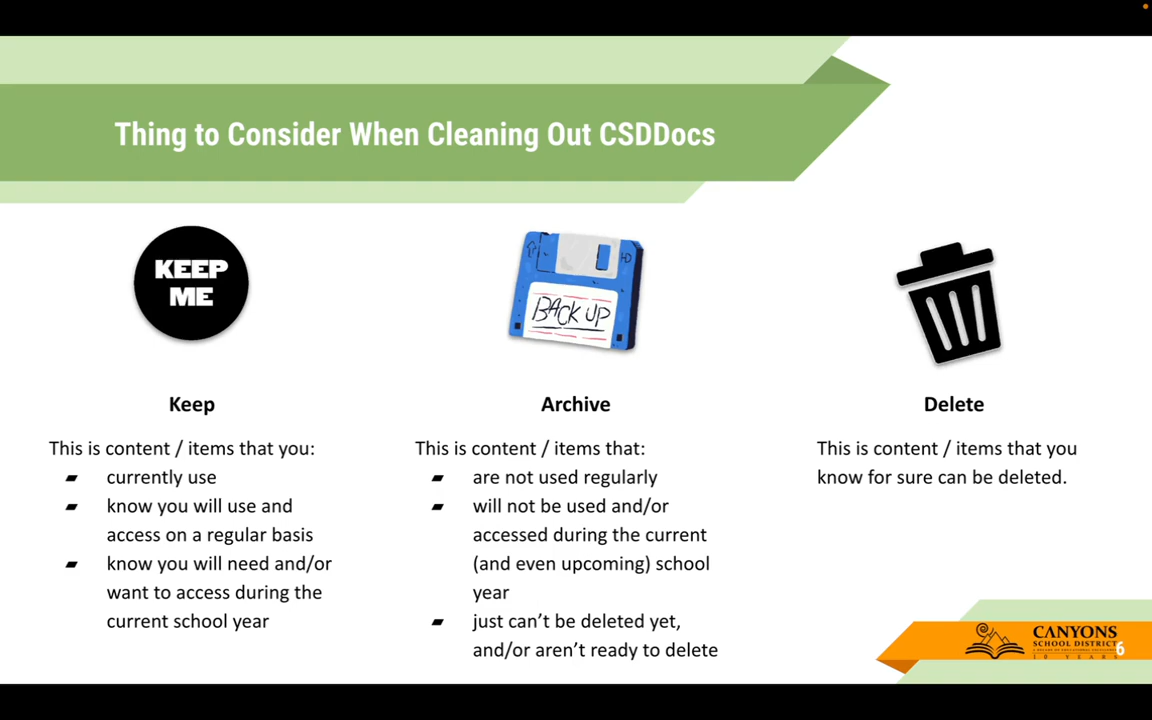 Thing to Consider When Cleaning Out CSDDocs
KEEP
ME
BACK UP
Keep
This is content / items that you:
currently use
know you will use and
access on a regular basis
know you will need and/or
want to access during the
current school year
Archive
This is content / items that:
are not used regularly
will not be used and/or
accessed during the current
(and even upcoming) school
year
just can’t be deleted yet,
and/or aren’t ready to delete
Delete
This is content / items that you
know for sure can be deleted.
CANYONS
SCHOOL DISTRICT
10 YEARS
6